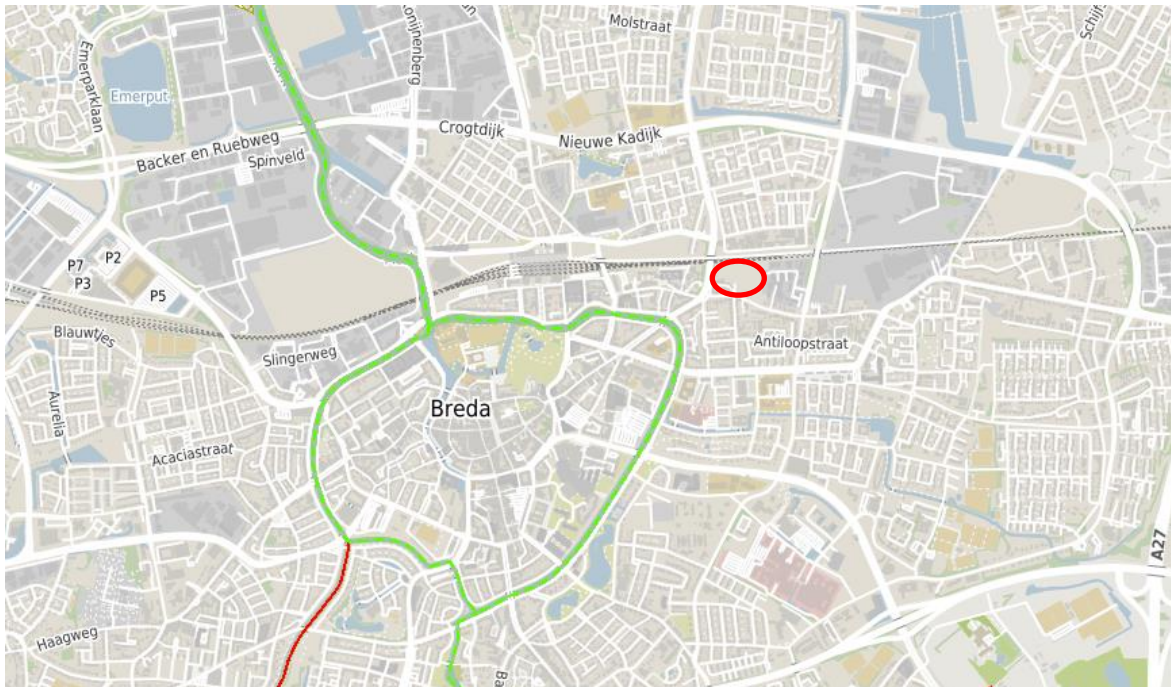 Molstraat
Emerparklaan
Emerput
Crogtdijk
Nieuwe Kadijk
Backer en Ruebweg
Spinveld
P7
P2
P3
P5
Blauwtjes
Slingerweg
Antiloopstraat
Aurelia
Breda
Acaciastraat
A27
Haagweg